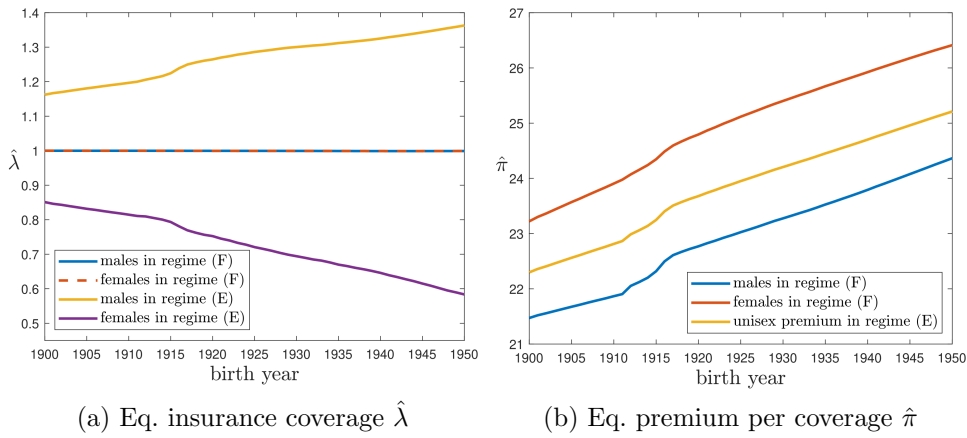 1.4
1.3
1.2
1.1
1
0.9
0.8
0.7
0.6
0.5
λ̂
males in regime (F)
females in regime (F)
males in regime (E)
females in regime (E)
1900 1905 1910 1915 1920 1925 1930 1935 1940 1945 1950
birth year
(a) Eq. insurance coverage λ̂
27
26
25
24
23
22
21
π̂
males in regime (F)
females in regime (F)
unisex premium in regime (E)
1900 1905 1910 1915 1920 1925 1930 1935 1940 1945 1950
birth year
(b) Eq. premium per coverage π̂